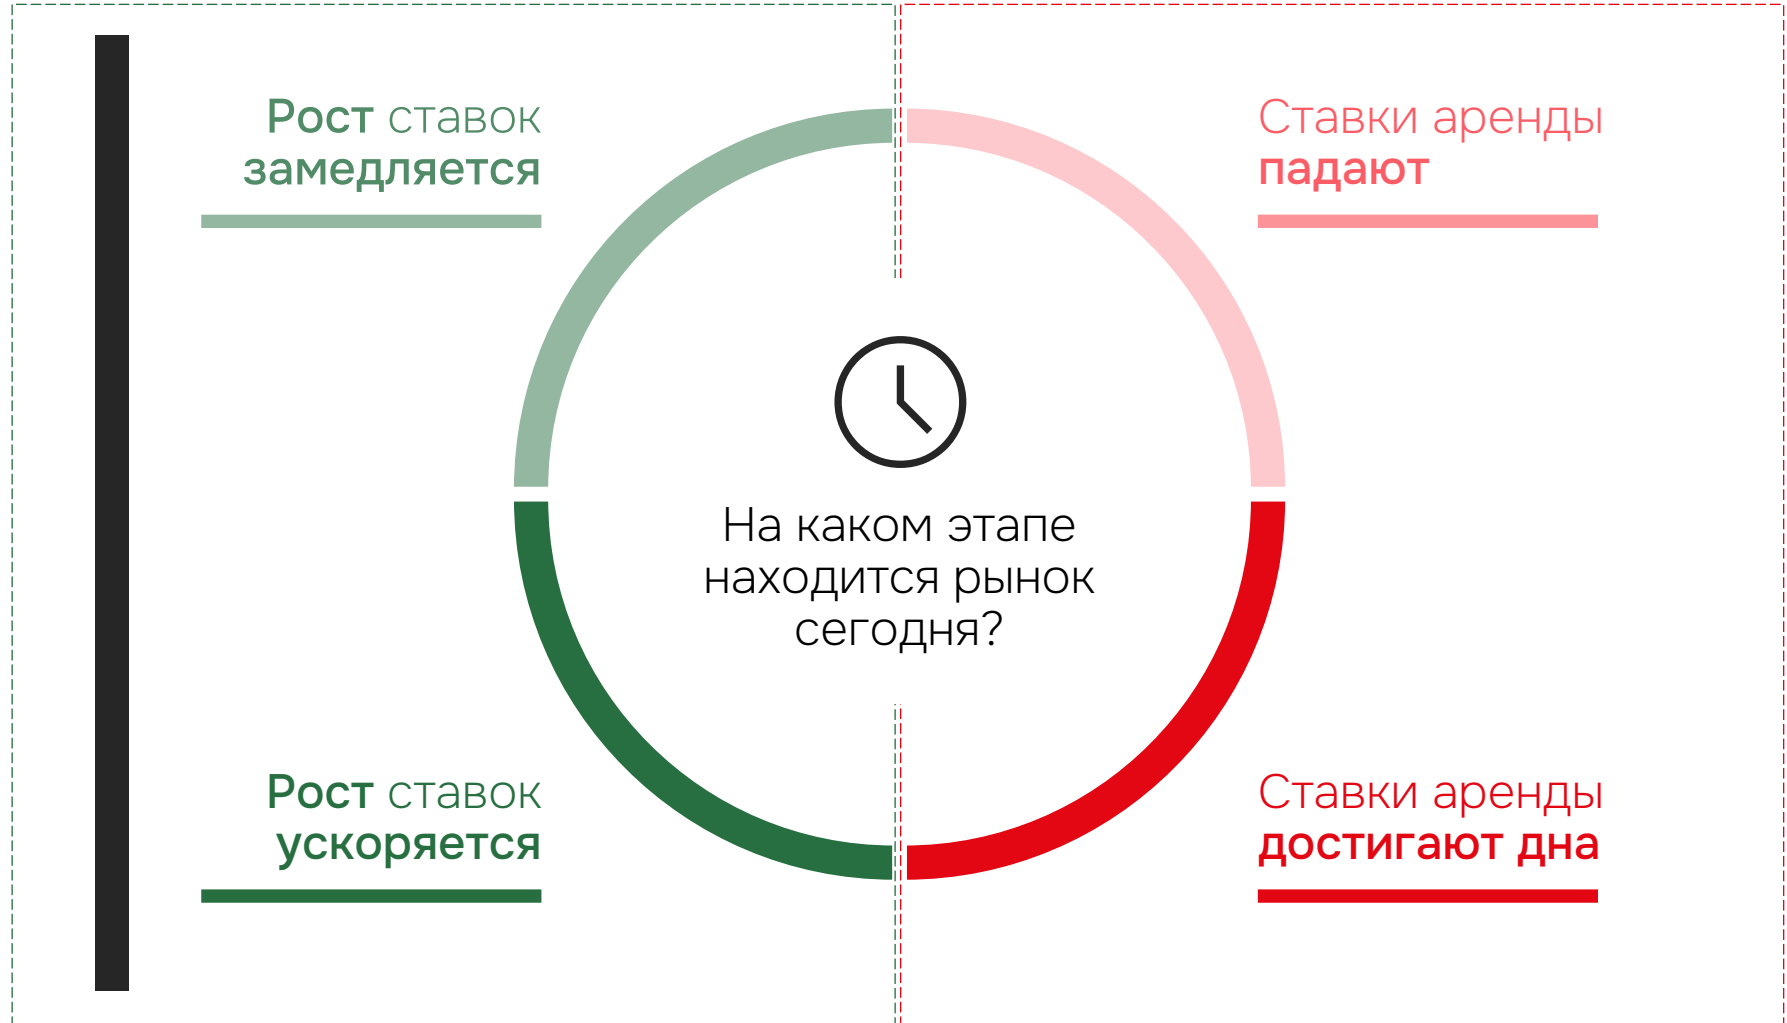 Рост ставок
замедляется
Ставки аренды
падают
На каком этапе
находится рынок
сегодня?
Рост ставок
ускоряется
Ставки аренды
достигают дна